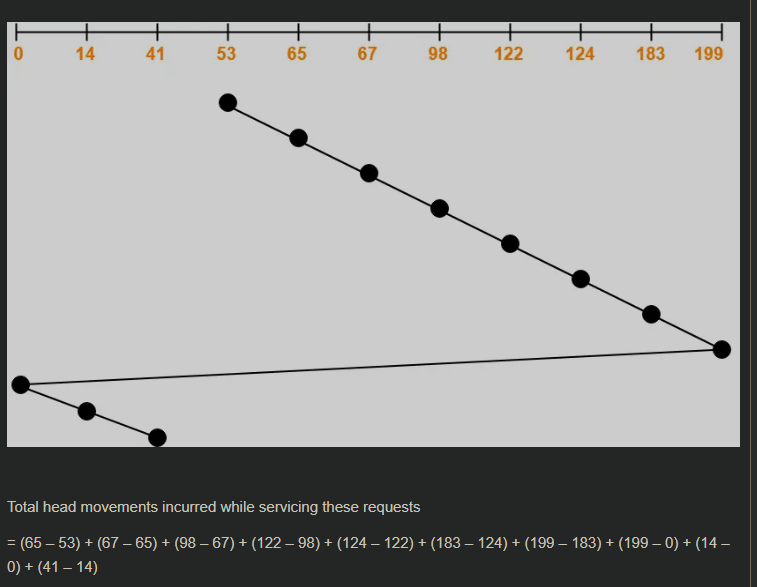 0 14 41 53 65 67 98 122 124 183 199
Total head movements incurred while servicing these requests
= (65 – 53) + (67 – 65) + (98 – 67) + (122 – 98) + (124 – 122) + (183 – 124) + (199 – 183) + (199 – 0) + (14 –
0) + (41 – 14)